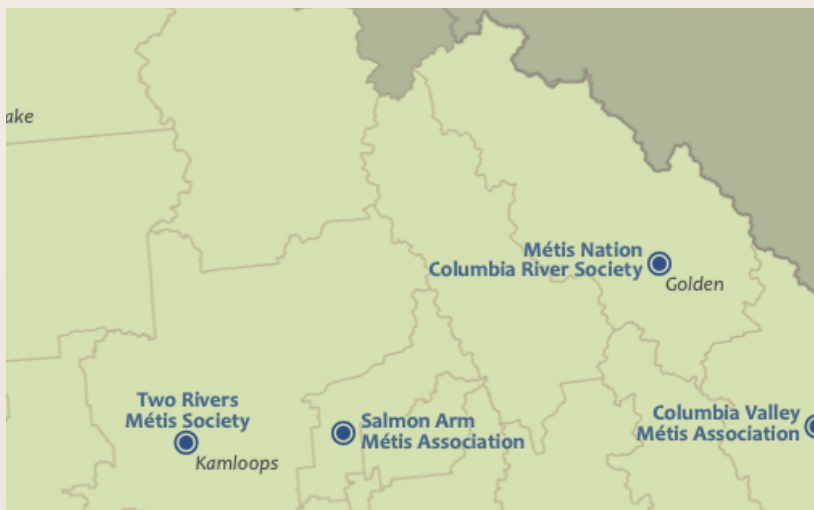 ake
Métis Nation
Columbia River Society
Golden
Two Rivers
Métis Society
Kamloops
Salmon Arm
Métis Association
Columbia Valley
Métis Association